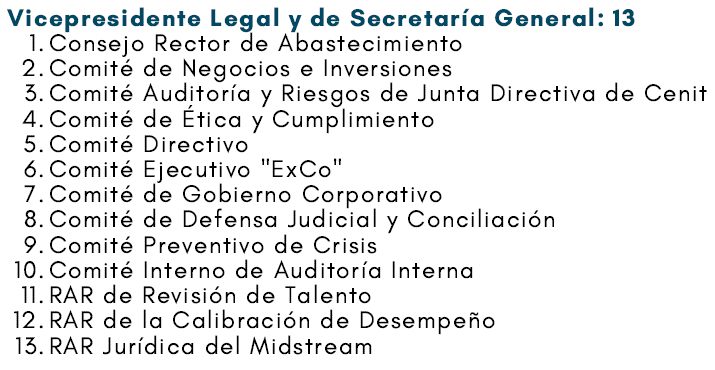 Vicepresidente Legal y de Secretaría General: 13
1. Consejo Rector de Abastecimiento
2. Comité de Negocios e Inversiones
3. Comité Auditoría y Riesgos de Junta Directiva de Cenit
4. Comité de Ética y Cumplimiento
5. Comité Directivo
6. Comité Ejecutivo "ExCo"
7. Comité de Gobierno Corporativo
8. Comité de Defensa Judicial y Conciliación
9. Comité Preventivo de Crisis
10. Comité Interno de Auditoría Interna
11. RAR de Revisión de Talento
12. RAR de la Calibración de Desempeño
13. RAR Jurídica del Midstream